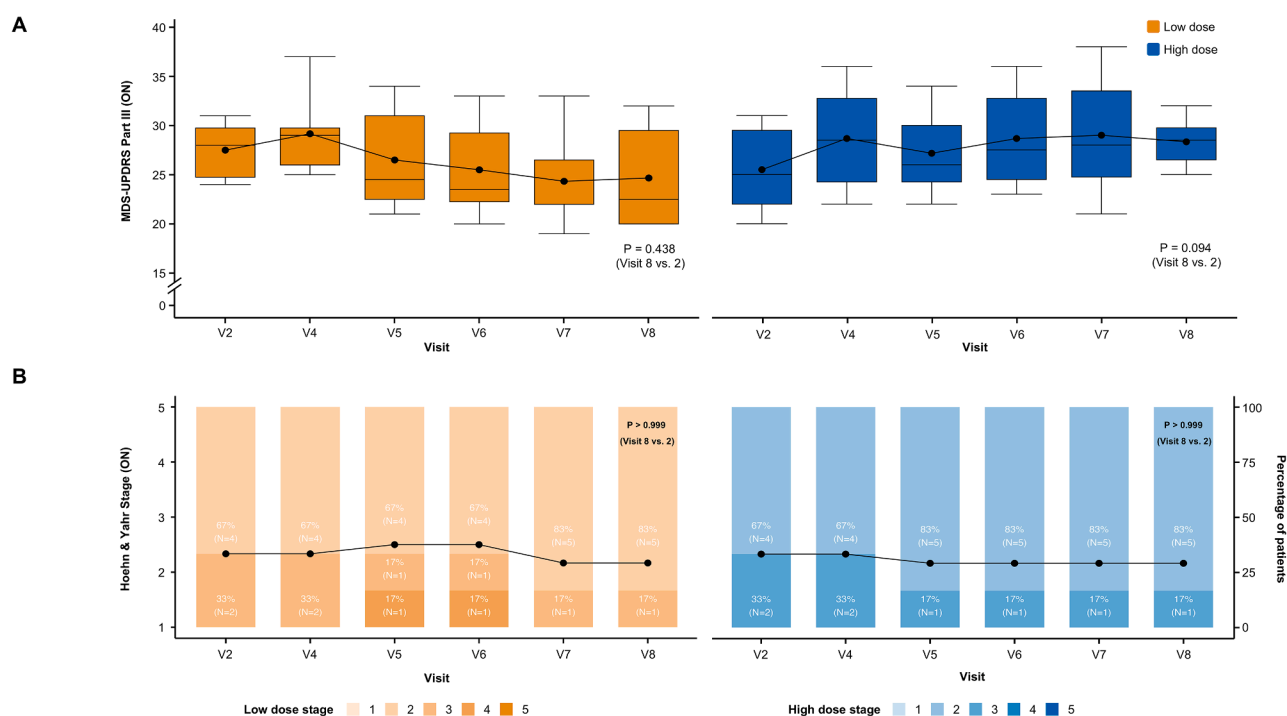 A
MDS-UPDRS Part III (ON)
40
35
30
25
20
15
0
Low dose
High dose
P = 0.438
(Visit 8 vs. 2)
P = 0.094
(Visit 8 vs. 2)
V2 V4 V5 V6 V7 V8
V2 V4 V5 V6 V7 V8
Visit
Visit
B
Hoehn & Yahr Stage (ON)
5
4
3
2
1
P > 0.999
(Visit 8 vs. 2)
67%
(N=4)
33%
(N=2)
67%
(N=4)
33%
(N=2)
67%
(N=4)
17%
(N=1)
17%
(N=1)
67%
(N=4)
17%
(N=1)
17%
(N=1)
83%
(N=5)
17%
(N=1)
83%
(N=5)
17%
(N=1)
V2 V4 V5 V6 V7 V8
Visit
P > 0.999
(Visit 8 vs. 2)
67%
(N=4)
33%
(N=2)
67%
(N=4)
33%
(N=2)
83%
(N=5)
17%
(N=1)
83%
(N=5)
17%
(N=1)
83%
(N=5)
17%
(N=1)
83%
(N=5)
17%
(N=1)
V2 V4 V5 V6 V7 V8
Visit
100
75
50
25
0
Percentage of patients
Low dose stage 1 2 3 4 5
High dose stage 1 2 3 4 5